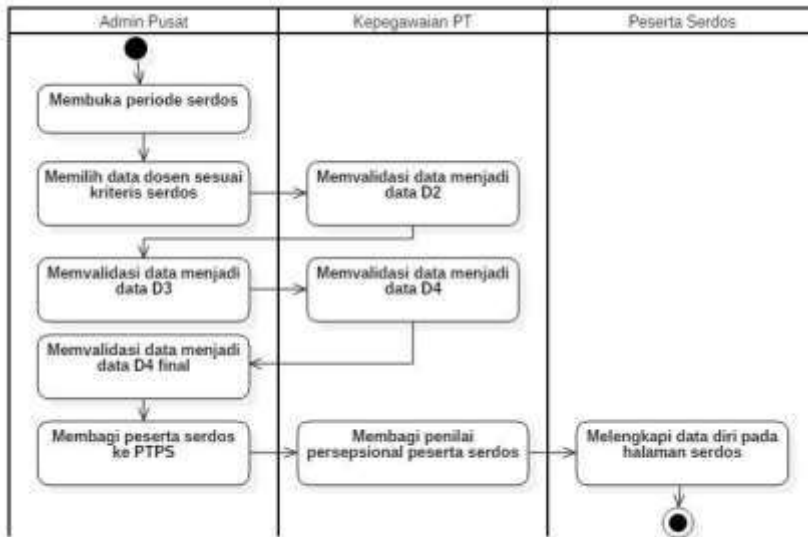 Admin Pusat
Kepegawaian PT
Peserta Serdos
Membuka periode serdos
Memilih data dosen sesuai
kriteris serdos
Memvalidasi data menjadi
data D2
Memvalidasi data menjadi
data D3
Memvalidasi data menjadi
data D4
Memvalidasi data menjadi
data D4 final
Membagi peserta serdos
ke PTPS
Membagi penilai
persepsional peserta serdos
Melengkapi data diri pada
halaman serdos